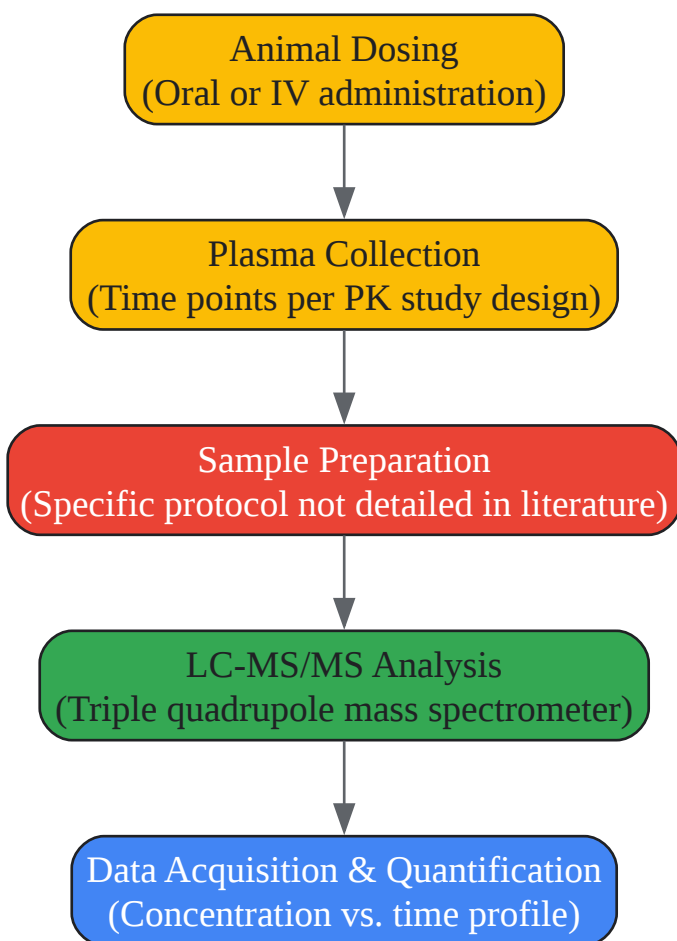 Animal Dosing
(Oral or IV administration)
Plasma Collection
(Time points per PK study design)
Sample Preparation
(Specific protocol not detailed in literature)
LC-MS/MS Analysis
(Triple quadrupole mass spectrometer)
Data Acquisition & Quantification
(Concentration vs. time profile)